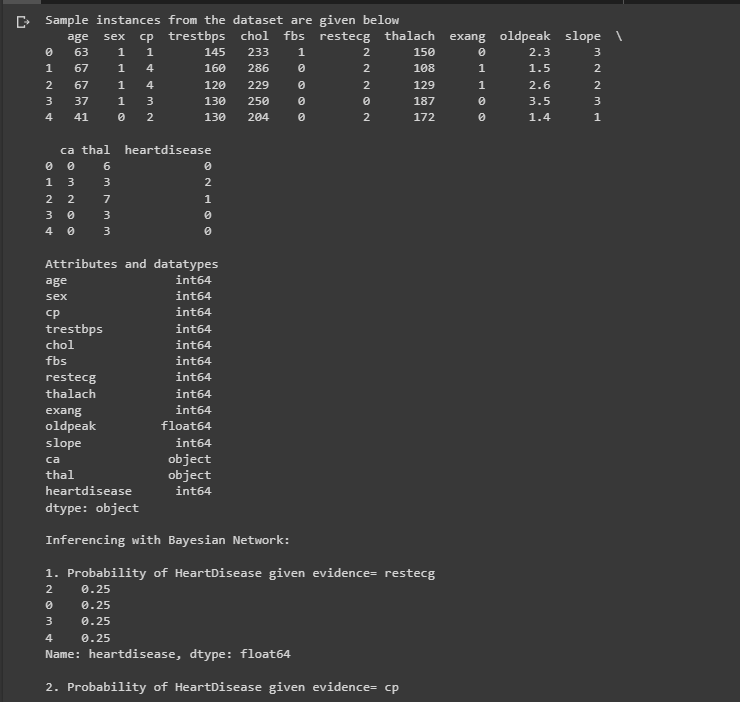 Sample instances from the dataset are given below
age sex cp trestbps chol fbs restecg thalach exang oldpeak slope \
0 63 1 1 145 233 1 2 150 0 2.3 3
1 67 1 4 160 286 0 2 108 1 1.5 2
2 67 1 4 120 229 0 2 129 1 2.6 2
3 37 1 3 130 250 0 0 187 0 3.5 3
4 41 0 2 130 204 0 2 172 0 1.4 1
ca thal heartdisease
0 0 6 0
1 3 3 2
2 2 7 1
3 0 3 0
4 0 3 0
Attributes and datatypes
age int64
sex int64
cp int64
trestbps int64
chol int64
fbs int64
restecg int64
thalach int64
exang int64
oldpeak float64
slope int64
ca object
thal object
heartdisease int64
dtype: object
Inferencing with Bayesian Network:
1. Probability of HeartDisease given evidence= restecg
2 0.25
0 0.25
3 0.25
4 0.25
Name: heartdisease, dtype: float64
2. Probability of HeartDisease given evidence= cp